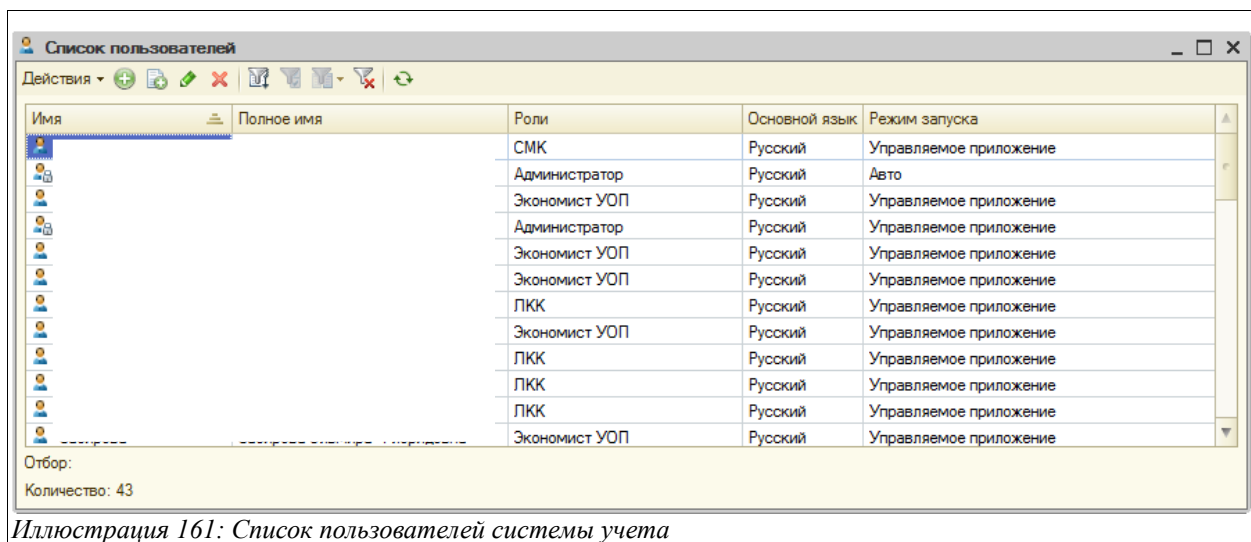 Список пользователей
Действия
Имя Полное имя Роли Основной язык Режим запуска
СМК Русский Управляемое приложение
Администратор Русский Авто
Экономист УОП Русский Управляемое приложение
Администратор Русский Управляемое приложение
Экономист УОП Русский Управляемое приложение
Экономист УОП Русский Управляемое приложение
ЛКК Русский Управляемое приложение
Экономист УОП Русский Управляемое приложение
ЛКК Русский Управляемое приложение
ЛКК Русский Управляемое приложение
ЛКК Русский Управляемое приложение
Экономист УОП Русский Управляемое приложение
Отбор:
Количество: 43
Иллюстрация 161: Список пользователей системы учета